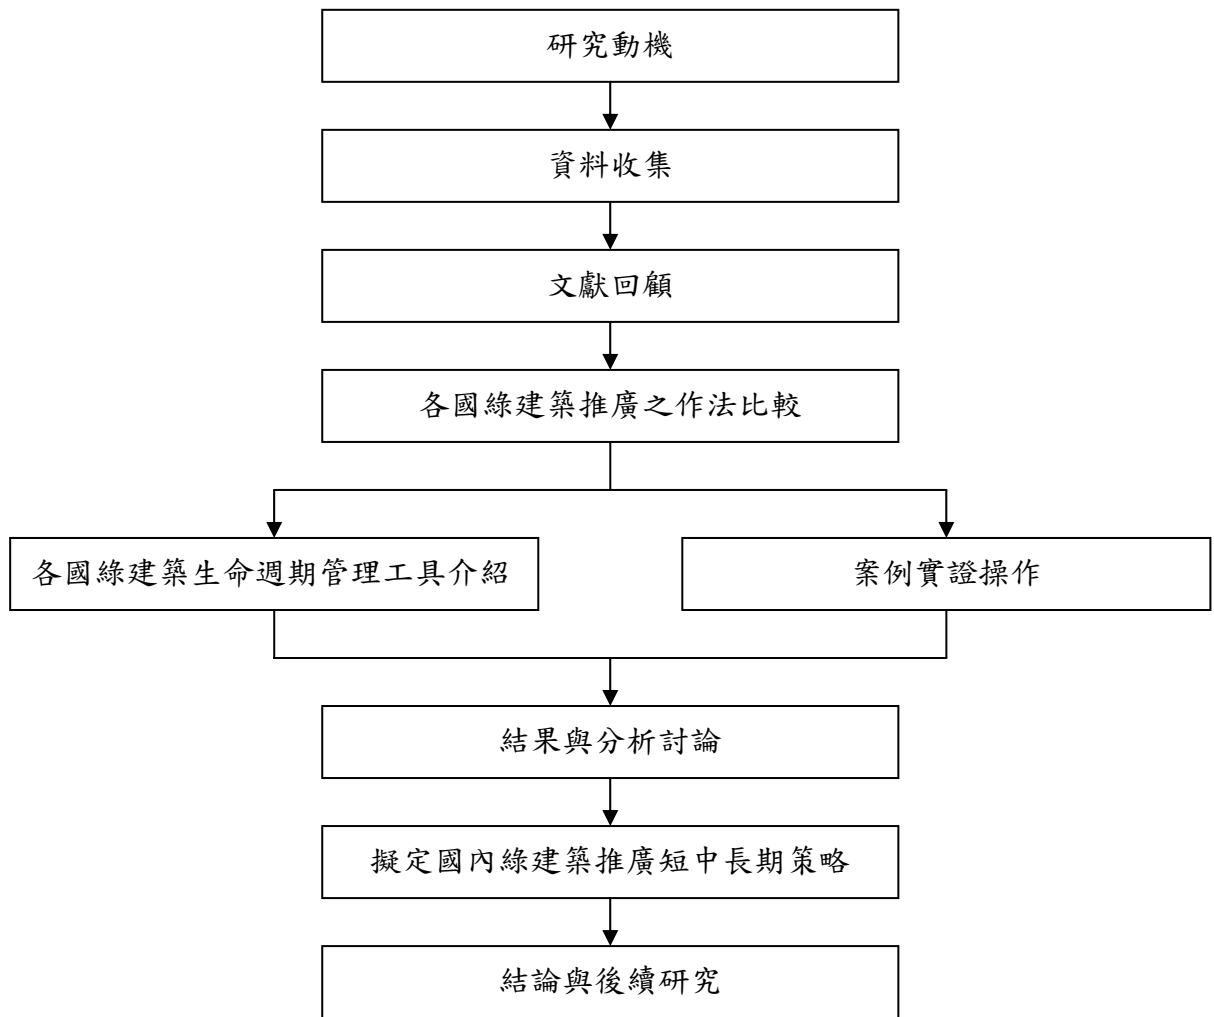 研究動機
資料收集
文獻回顧
各國綠建築推廣之作法比較
各國綠建築生命週期管理工具介紹
案例實證操作
結果與分析討論
擬定國內綠建築推廣短中長期策略
結論與後續研究